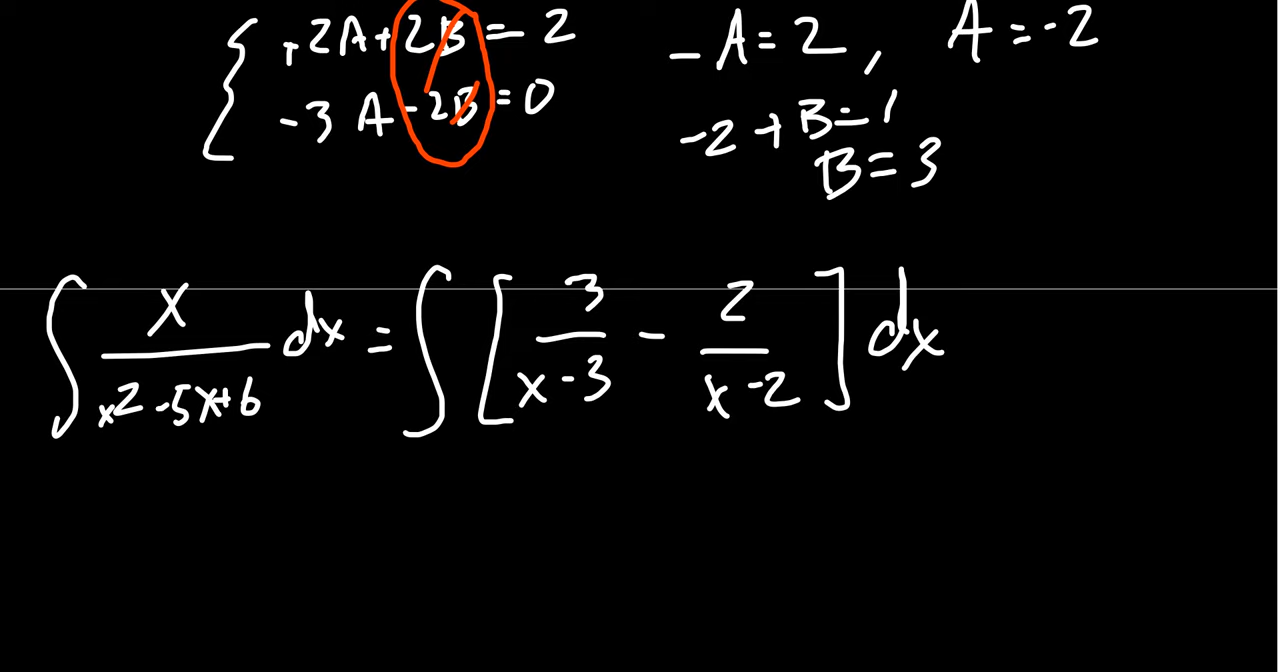 { +2A + 2B = 2
-3A - 2B = 0
-A = 2, A = -2
-2 + B = 1
B = 3
∫ x/(x2 - 5x + 6) dx = ∫ [3/(x - 3) - 2/(x - 2)] dx